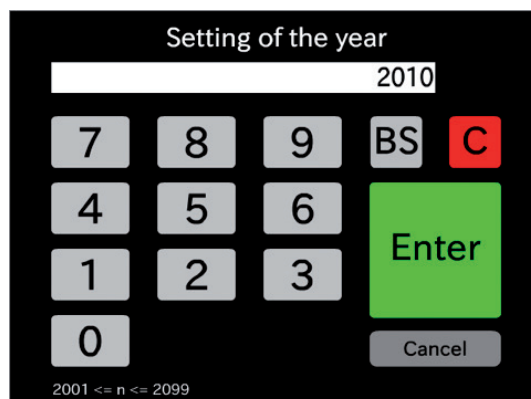 Setting of the year
2010
7 8 9 BS C
4 5 6
Enter
1 2 3
0
Cancel
2001 <= n <= 2099